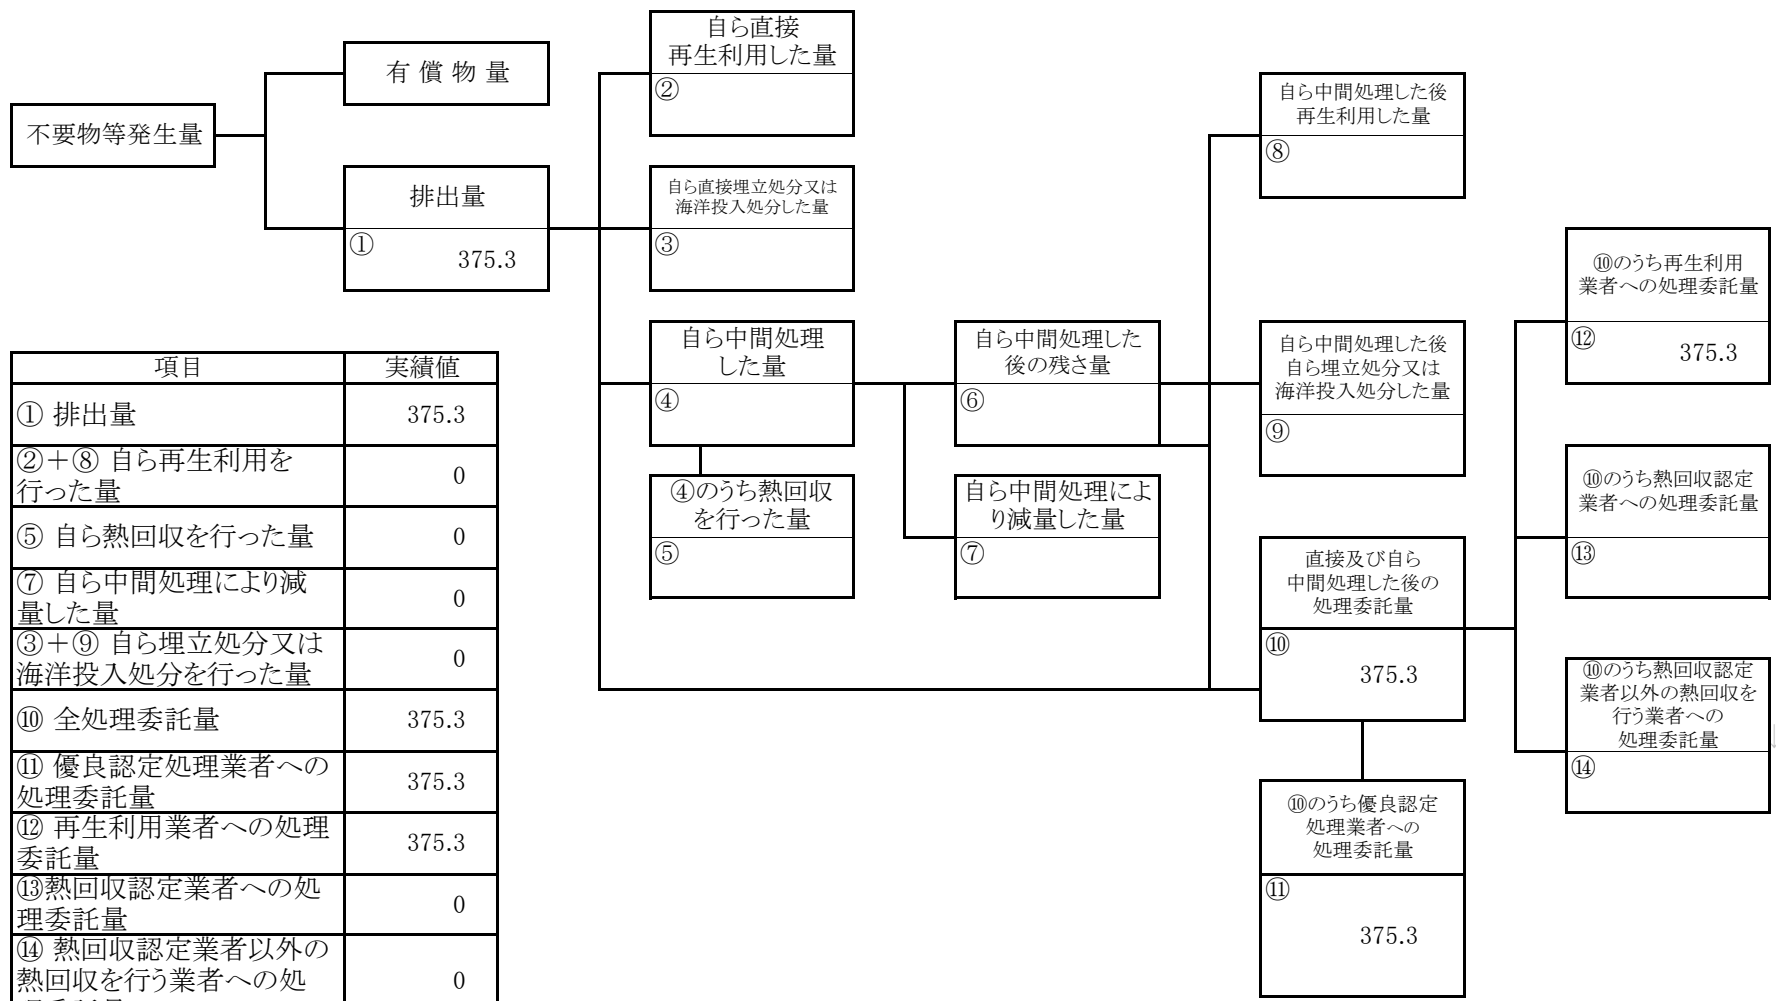 不要物等発生量
有 償 物 量
排出量
①
375.3
自ら直接
再生利用した量
②
自ら直接埋立処分又は
海洋投入処分した量
③
自ら中間処理
した量
④
④のうち熱回収
を行った量
⑤
自ら中間処理した
後の残さ量
⑥
自ら中間処理によ
り減量した量
⑦
自ら中間処理した後
再生利用した量
⑧
自ら中間処理した後
自ら埋立処分又は
海洋投入処分した量
⑨
直接及び自ら
中間処理した後の
処理委託量
⑩
375.3
⑩のうち優良認定
処理業者への
処理委託量
⑪
375.3
⑩のうち再生利用
業者への処理委託量
⑫
375.3
⑩のうち熱回収認定
業者への処理委託量
⑬
⑩のうち熱回収認定
業者以外の熱回収を
行う業者への
処理委託量
⑭
項目 実績値
① 排出量 375.3
②＋⑧ 自ら再生利用を
行った量 0
⑤ 自ら熱回収を行った量 0
⑦ 自ら中間処理により減
量した量 0
③＋⑨ 自ら埋立処分又は
海洋投入処分を行った量 0
⑩ 全処理委託量 375.3
⑪ 優良認定処理業者への
処理委託量 375.3
⑫ 再生利用業者への処理
委託量 375.3
⑬熱回収認定業者への処
理委託量 0
⑭ 熱回収認定業者以外の
熱回収を行う業者への処 0